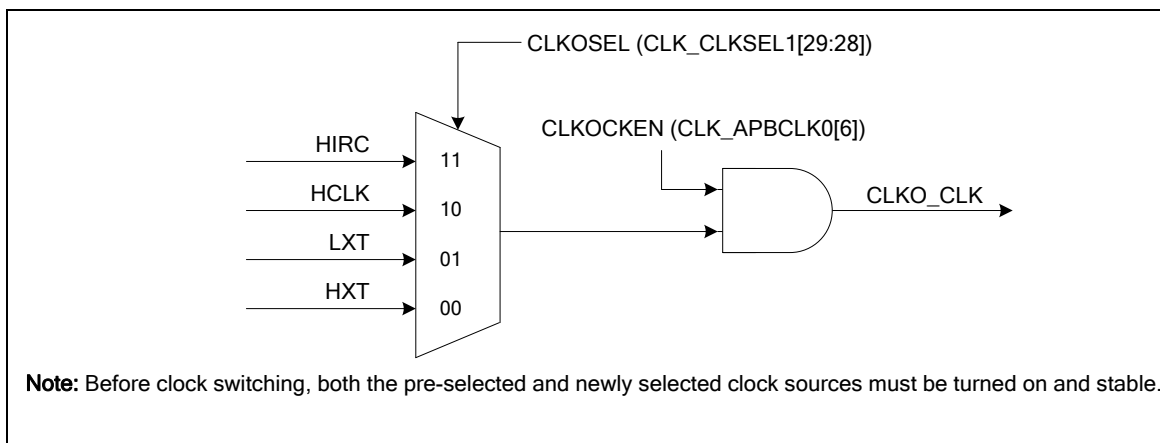 CLKOSEL (CLK_CLKSEL1[29:28])
CLKOCKEN (CLK_APBCLK0[6])
HIRC
11
HCLK
10
CLKO_CLK
LXT
01
HXT
00
Note: Before clock switching, both the pre-selected and newly selected clock sources must be turned on and stable.